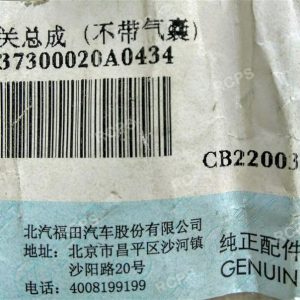 关总成（不带气囊）
37300020A0434
CB22003
北汽福田汽车股份有限公司
地址：北京市昌平区沙河镇
沙阳路20号
电话：4008199199
纯正配件
GENUIN
RCPS